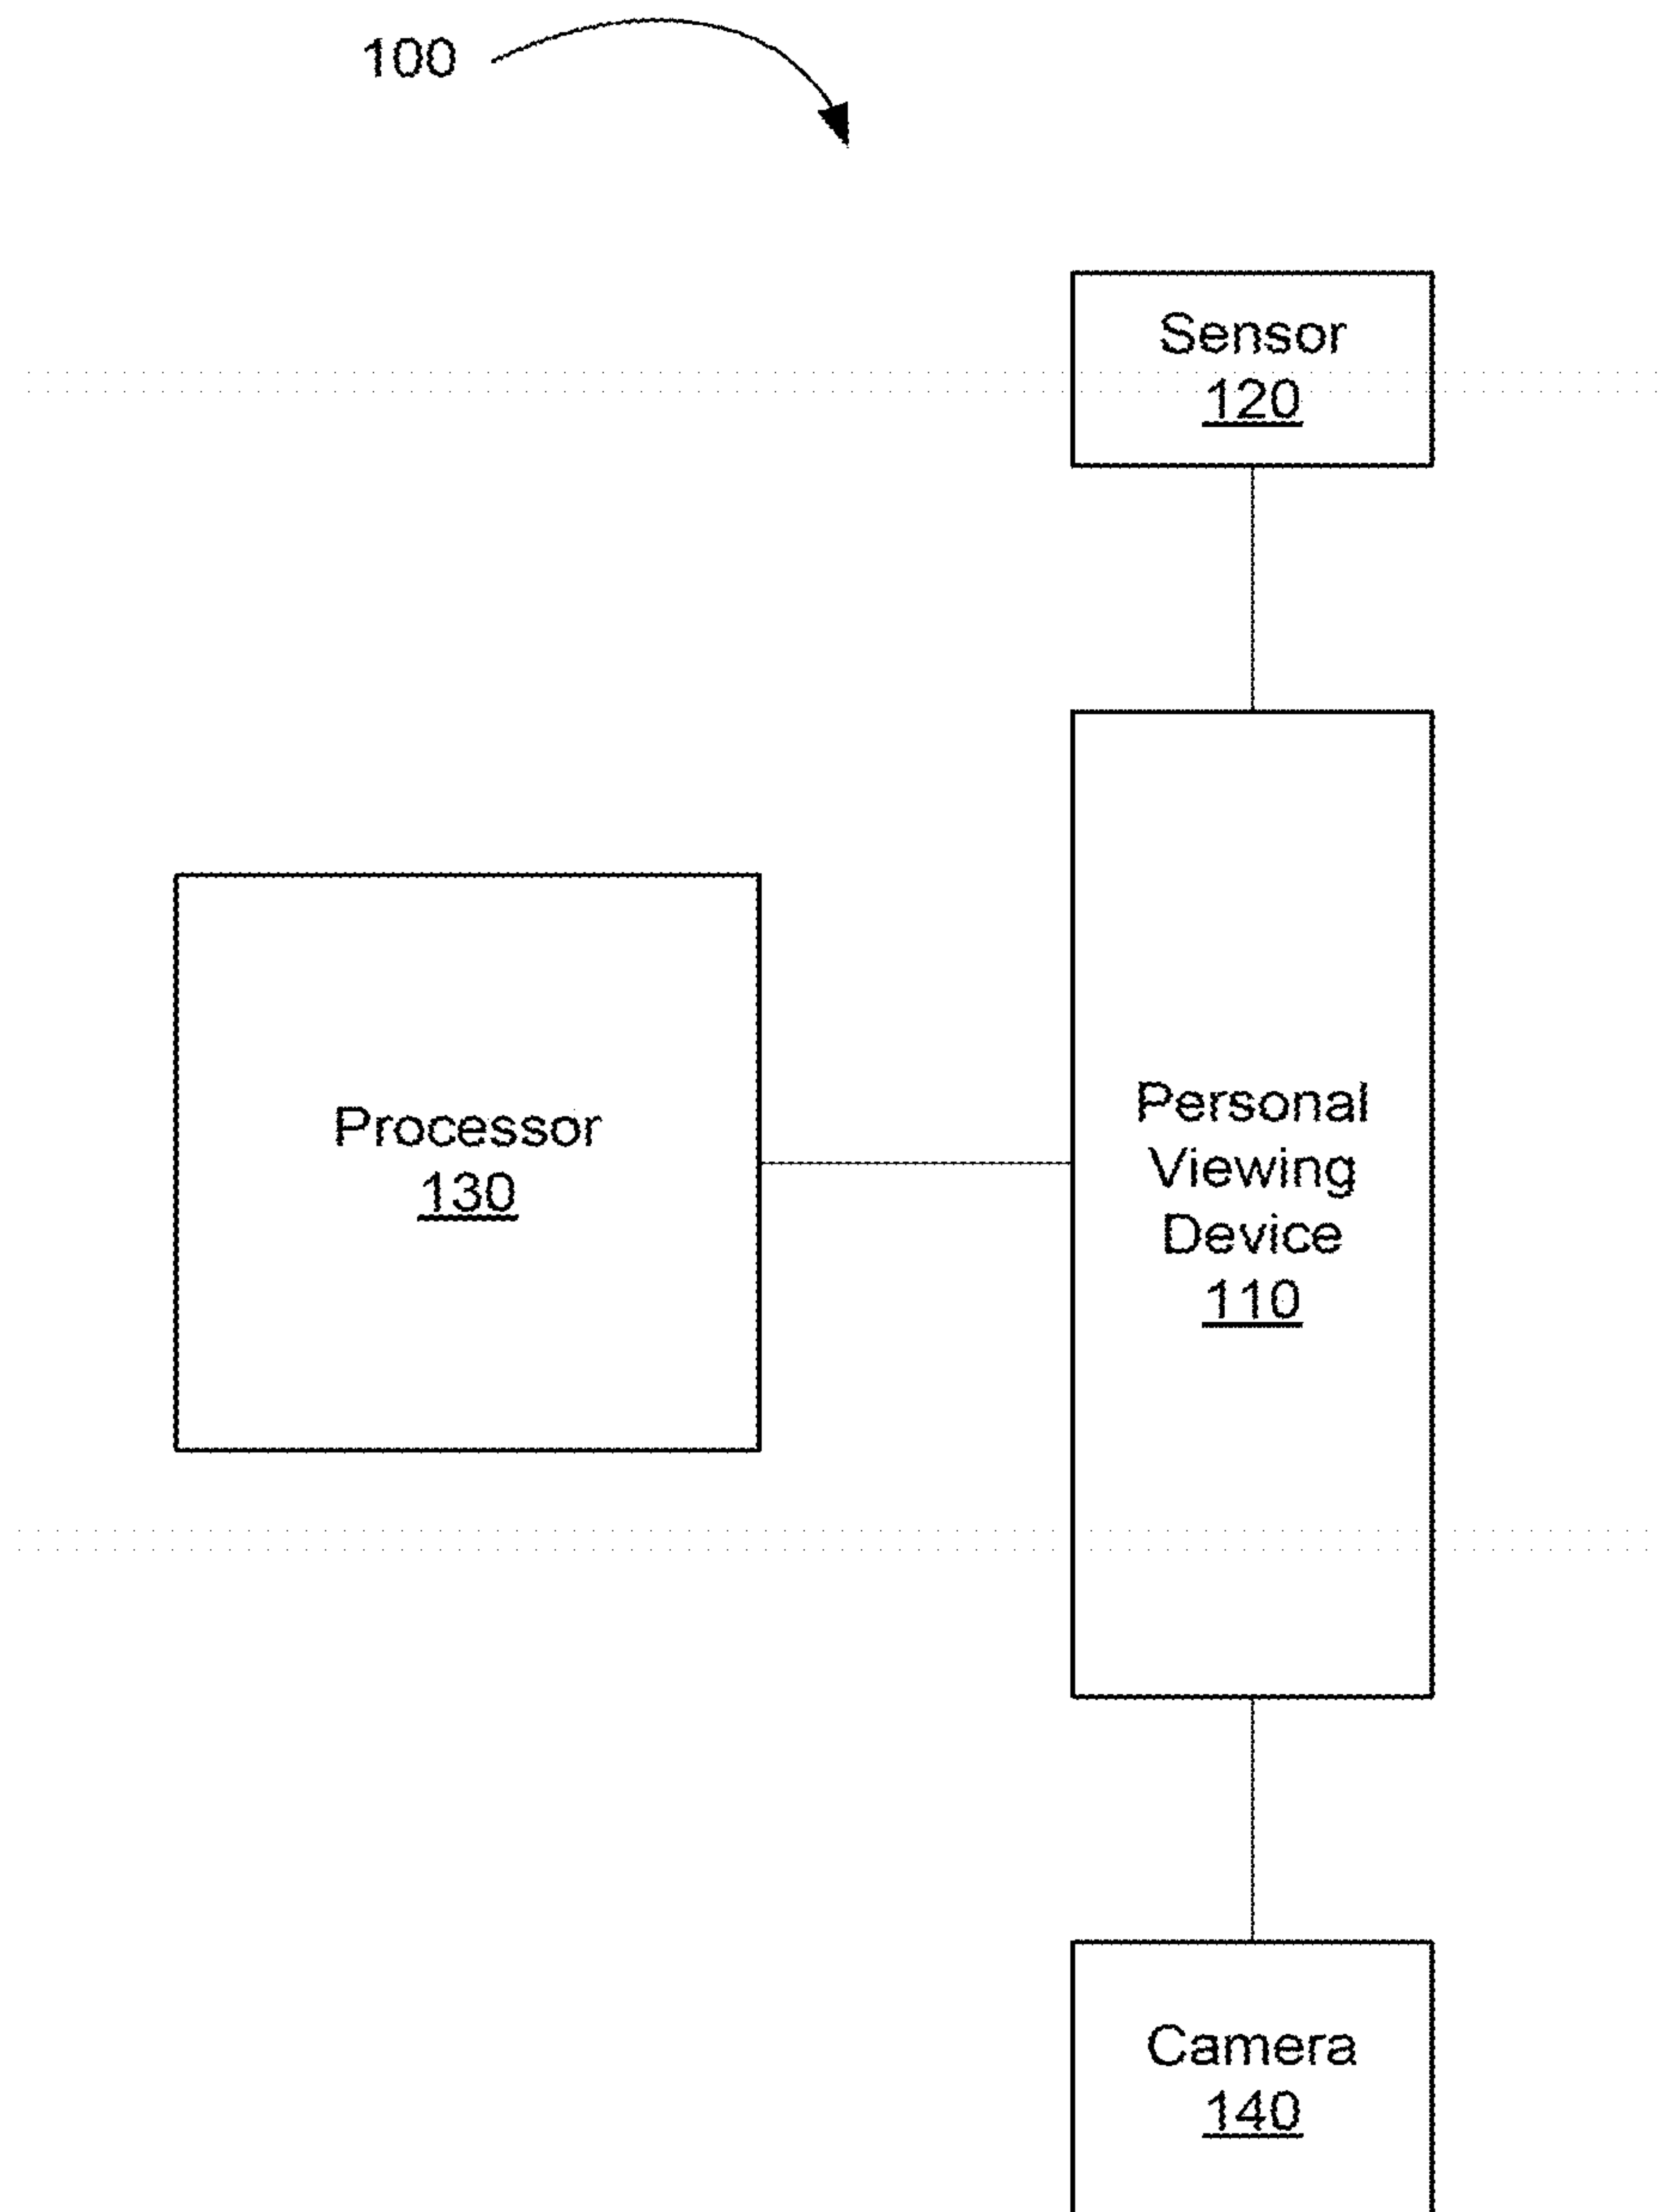 100
Sensor
120
Processor
130
Personal
Viewing
Device
110
Camera
140